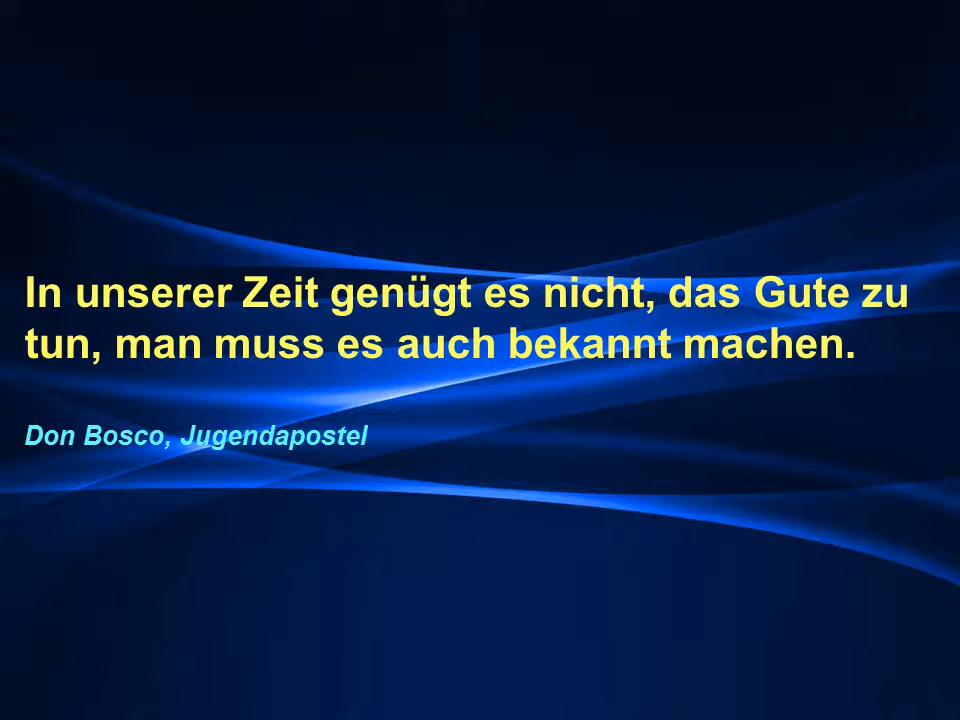 In unserer Zeit genügt es nicht, das Gute zu
tun, man muss es auch bekannt machen.
Don Bosco, Jugendapostel